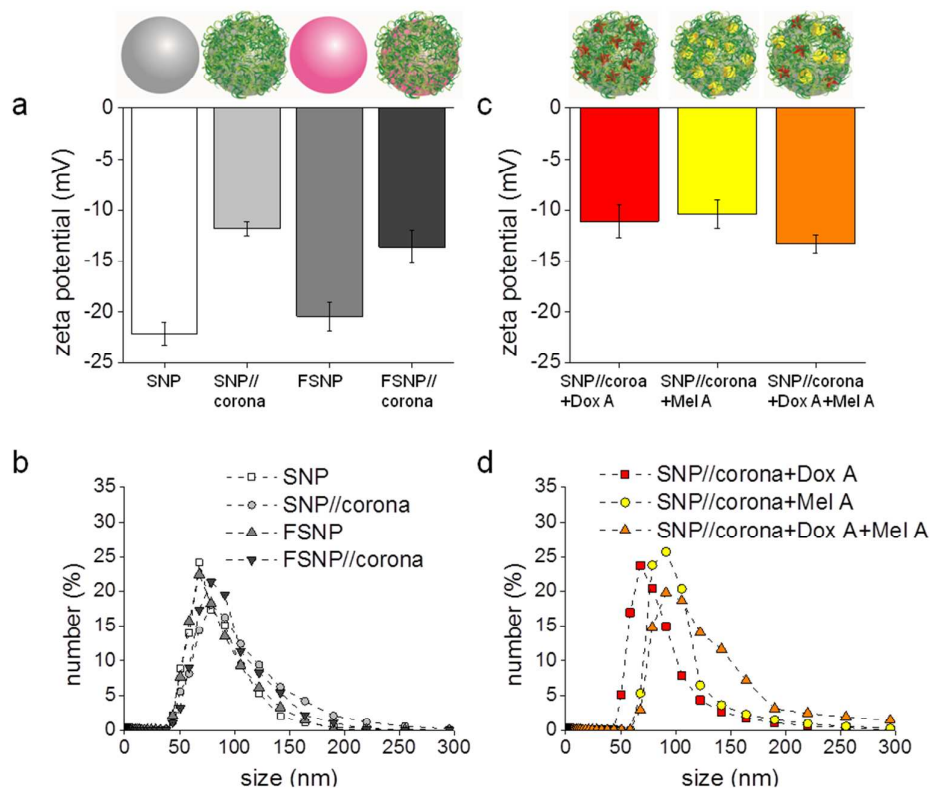 a
zeta potential (mV)
0
-5
-10
-15
-20
-25
SNP
SNP//
corona
FSNP
FSNP//
corona
c
zeta potential (mV)
0
-5
-10
-15
-20
-25
SNP//coroa
+Dox A
SNP//corona
+Mel A
SNP//corona
+Dox A+Mel A
b
number (%)
35
30
25
20
15
10
5
0
0
50
100
150
200
250
300
size (nm)
SNP
SNP//corona
FSNP
FSNP//corona
d
number (%)
35
30
25
20
15
10
5
0
0
50
100
150
200
250
300
size (nm)
SNP//corona+Dox A
SNP//corona+Mel A
SNP//corona+Dox A+Mel A